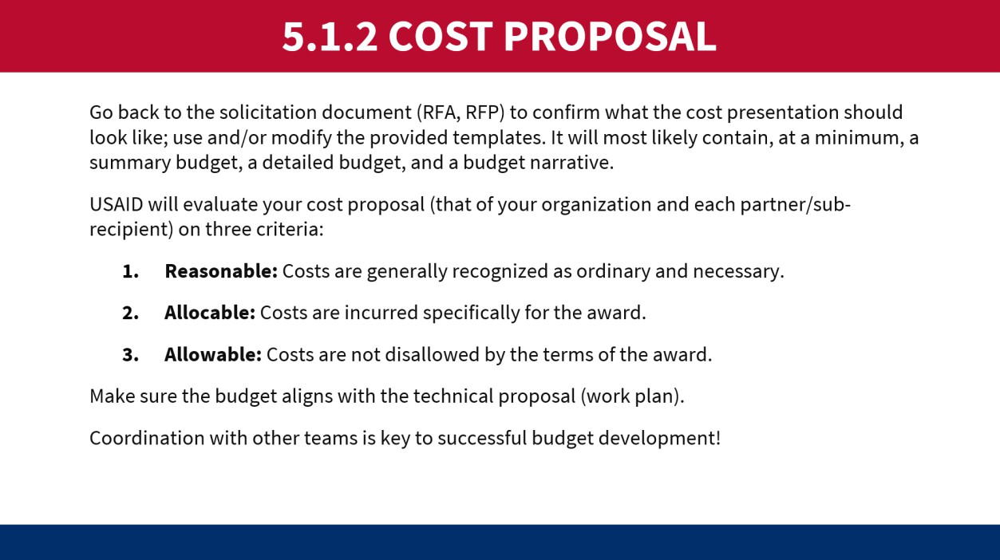 5.1.2 COST PROPOSAL
Go back to the solicitation document (RFA, RFP) to confirm what the cost presentation should
look like; use and/or modify the provided templates. It will most likely contain, at a minimum, a
summary budget, a detailed budget, and a budget narrative.
USAID will evaluate your cost proposal (that of your organization and each partner/sub-
recipient) on three criteria:
1. Reasonable: Costs are generally recognized as ordinary and necessary.
2. Allocable: Costs are incurred specifically for the award.
3. Allowable: Costs are not disallowed by the terms of the award.
Make sure the budget aligns with the technical proposal (work plan).
Coordination with other teams is key to successful budget development!